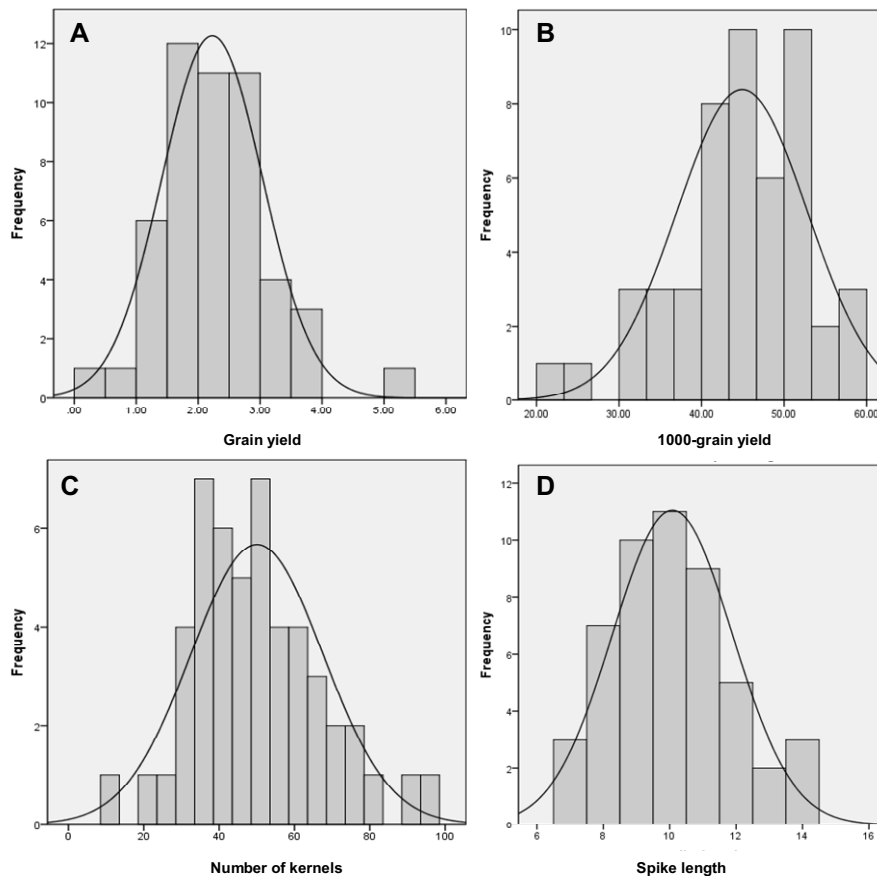 A
12
10
8
6
4
2
0
Frequency
.00 1.00 2.00 3.00 4.00 5.00 6.00
Grain yield
B
10
8
6
4
2
0
Frequency
20.00 30.00 40.00 50.00 60.00
1000-grain yield
C
6
4
2
0
Frequency
0 20 40 60 80 100
Number of kernels
D
12
10
8
6
4
2
0
Frequency
6 8 10 12 14 16
Spike length